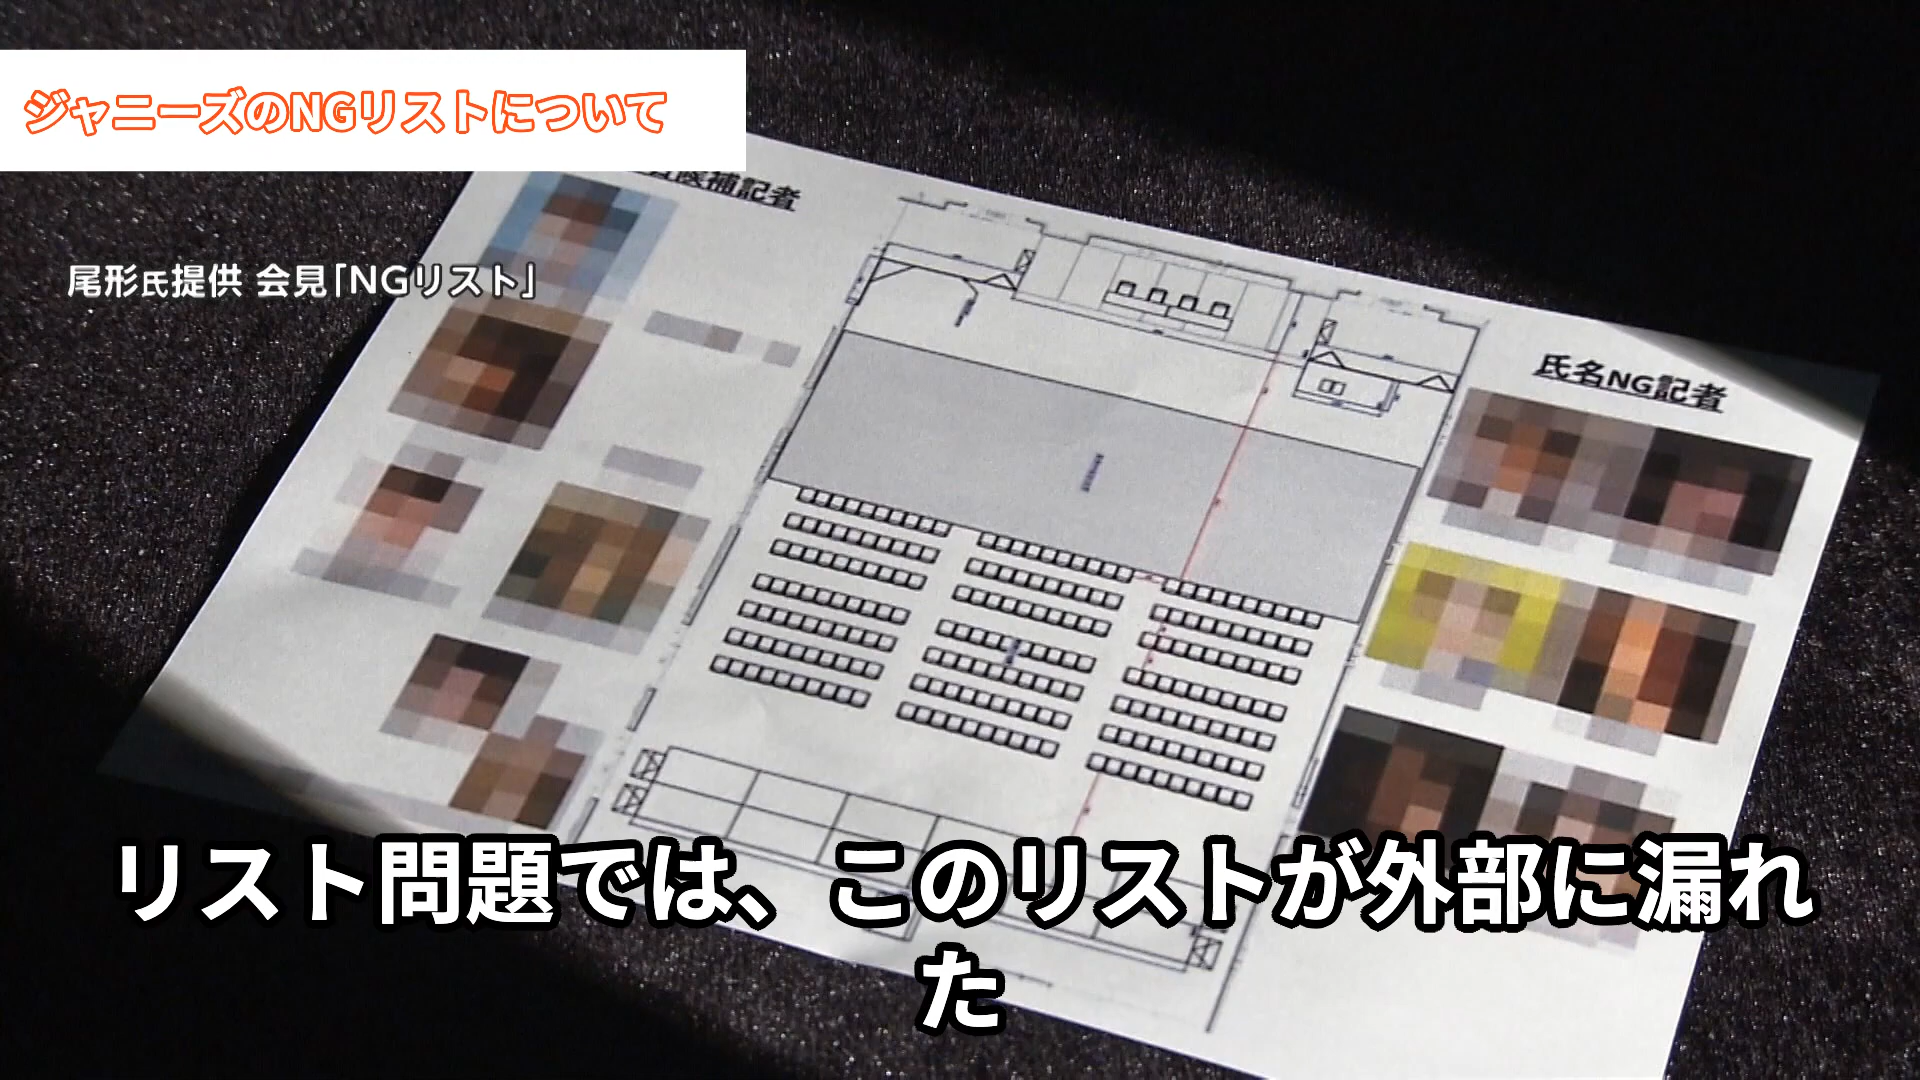 ジャニーズのNGリストについて
候補記者
尾形氏提供 会見「NGリスト」
氏名NG記者
リスト問題では、このリストが外部に漏れ
た